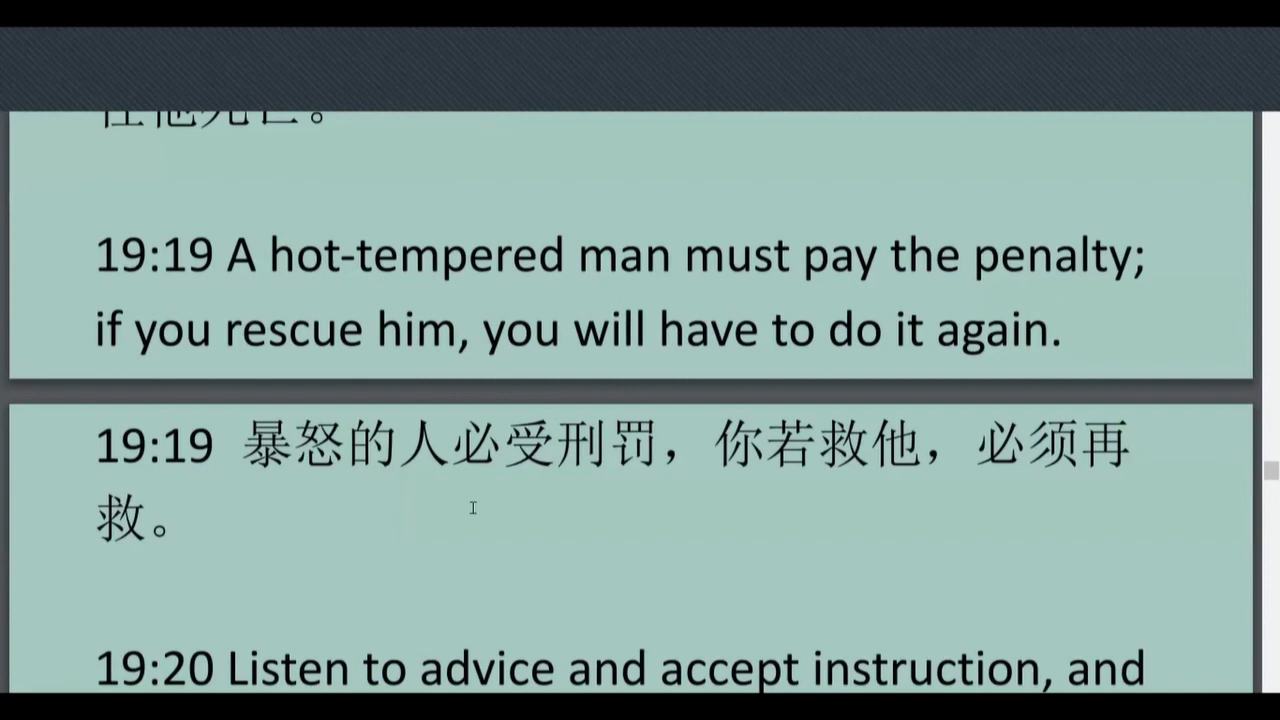 19:19 A hot-tempered man must pay the penalty;
if you rescue him, you will have to do it again.
19:19 暴怒的人必受刑罚，你若救他，必须再
救。
19:20 Listen to advice and accept instruction, and